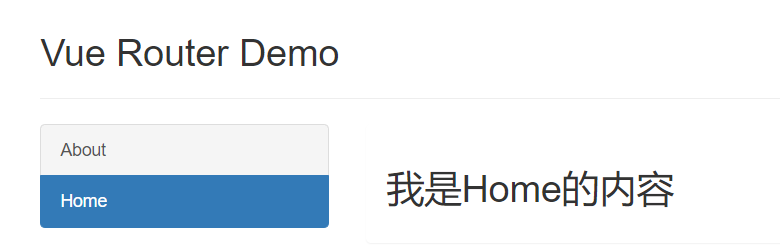 Vue Router Demo
About
Home
我是Home的内容